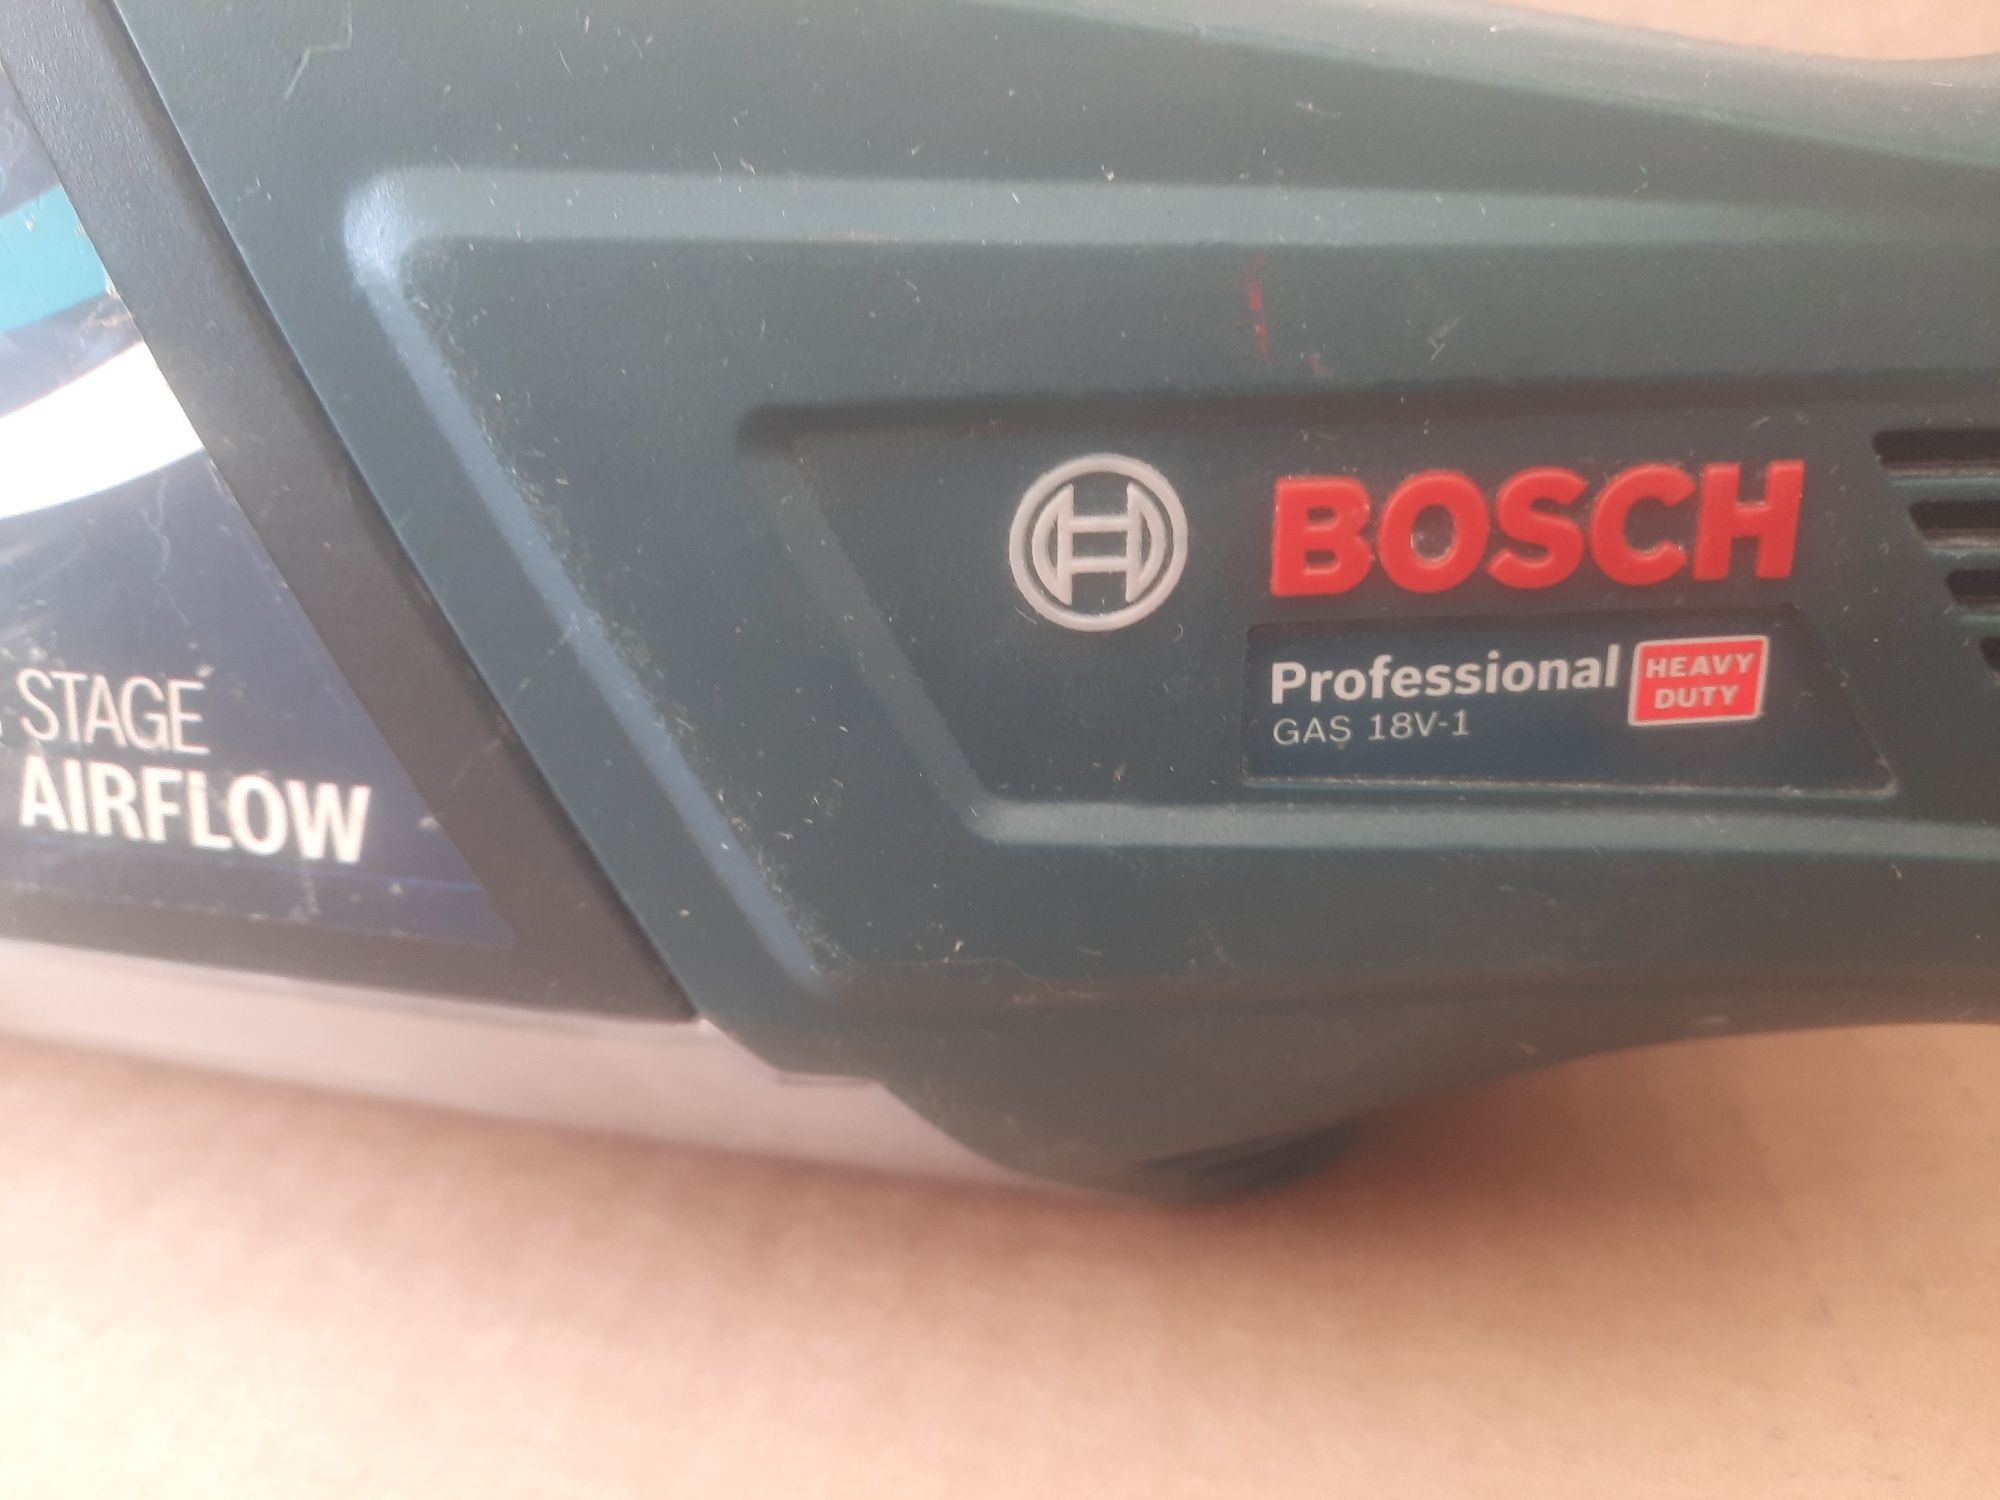 STAGE
AIRFLOW
BOSCH
Professional
HEAVY
DUTY
GAS 18V-1